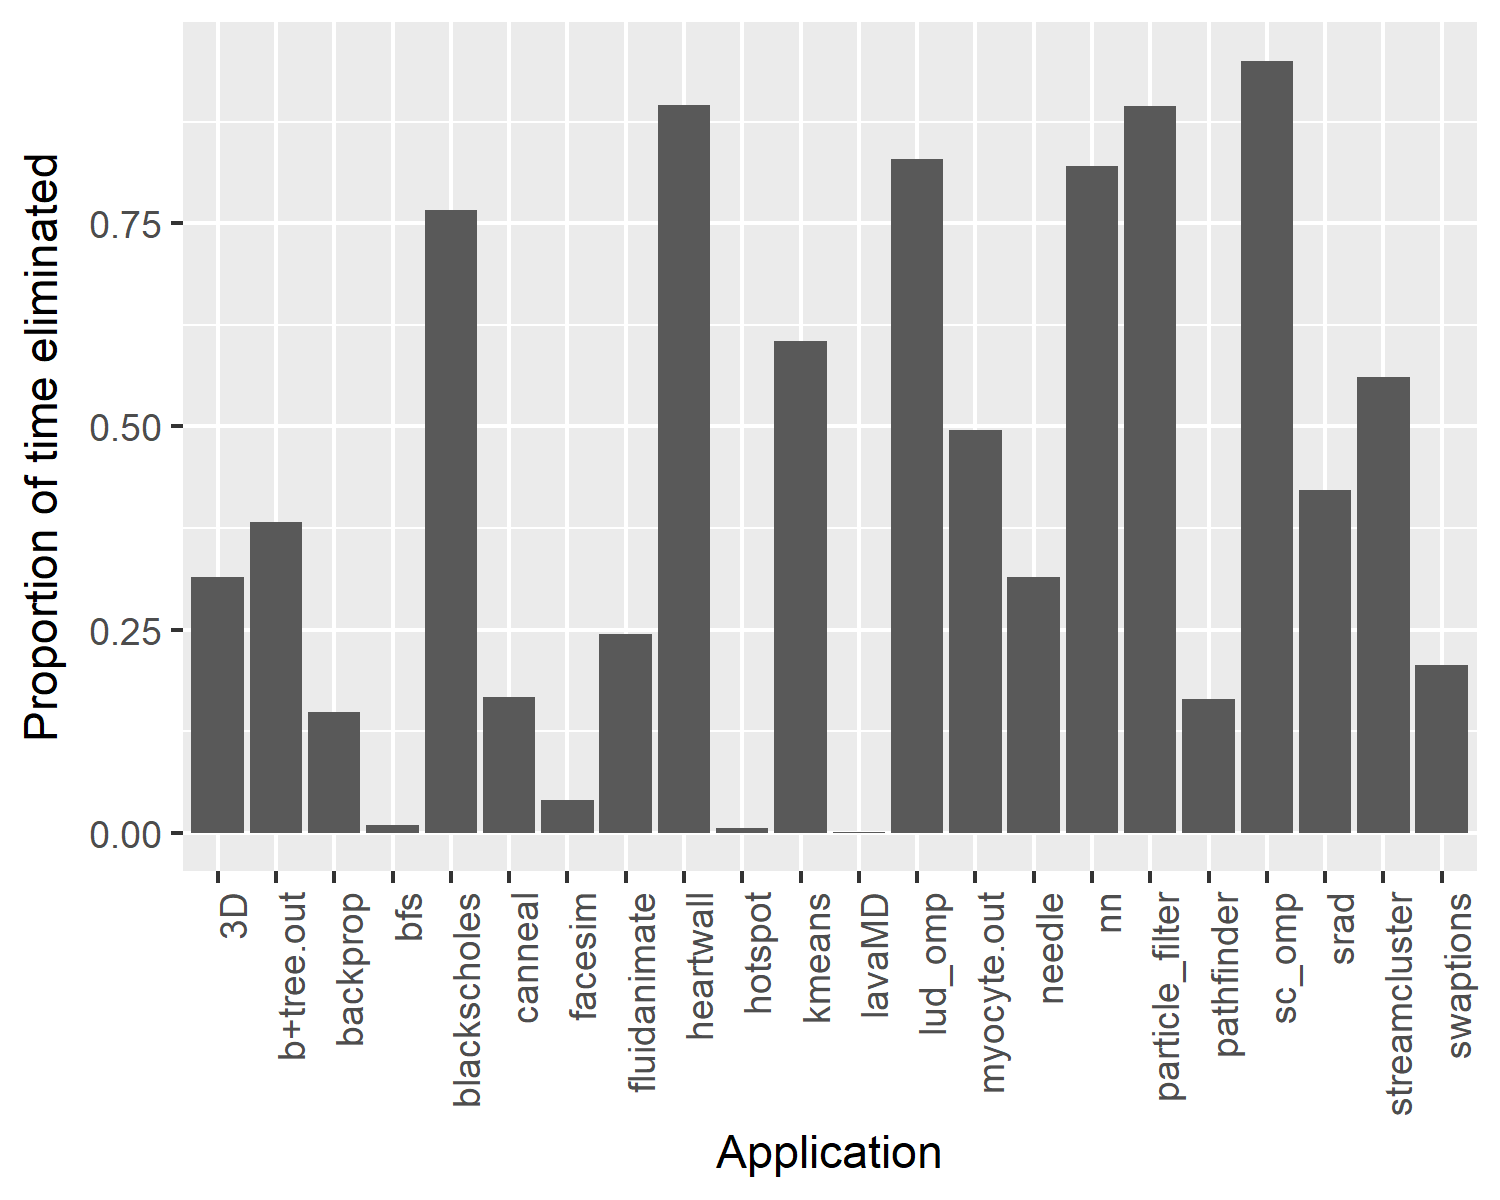 Proportion of time eliminated
0.75
0.50
0.25
0.00
3D
b+tree.out
backprop
bfs
blackscholes
canneal
facesim
fluidanimate
heartwall
hotspot
kmeans
lavaMD
lud_omp
myocyte.out
needle
nn
particle_filter
pathfinder
sc_omp
srad
streamcluster
swaptions
Application